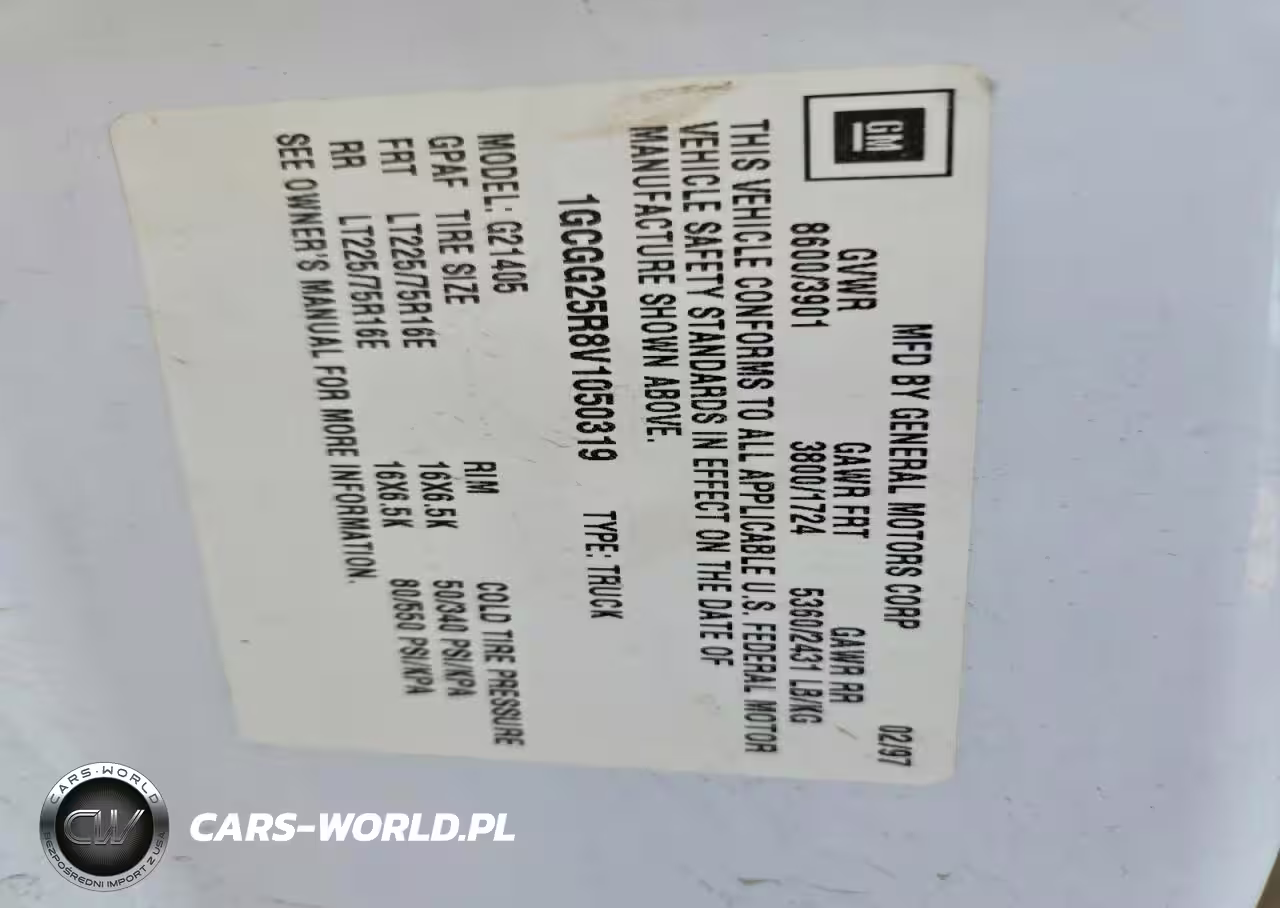 GM
MFD BY GENERAL MOTORS CORP 02/97
GVWR GAWR FRT GAWR RR
8600/3901 3800/1724 5360/2431 LB/KG
THIS VEHICLE CONFORMS TO ALL APPLICABLE U.S. FEDERAL MOTOR
VEHICLE SAFETY STANDARDS IN EFFECT ON THE DATE OF
MANUFACTURE SHOWN ABOVE.
1GCGG25R8V1050319 TYPE: TRUCK
MODEL: G21405
GPAF TIRE SIZE RIM COLD TIRE PRESSURE
FRT LT225/75R16E 16X6.5K 50/340 PSI/KPA
RR LT225/75R16E 16X6.5K 80/550 PSI/KPA
SEE OWNER'S MANUAL FOR MORE INFORMATION.
CARS-WORLD
CW
BEZPOŚREDNI IMPORT Z USA
CARS-WORLD.PL